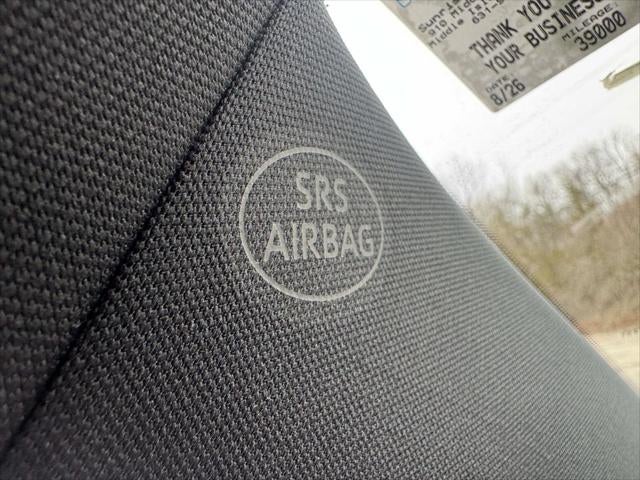 SRS
AIRBAG
THANK YOU
YOUR BUSINESS
MILEAGE:
39000
DATE:
8/26